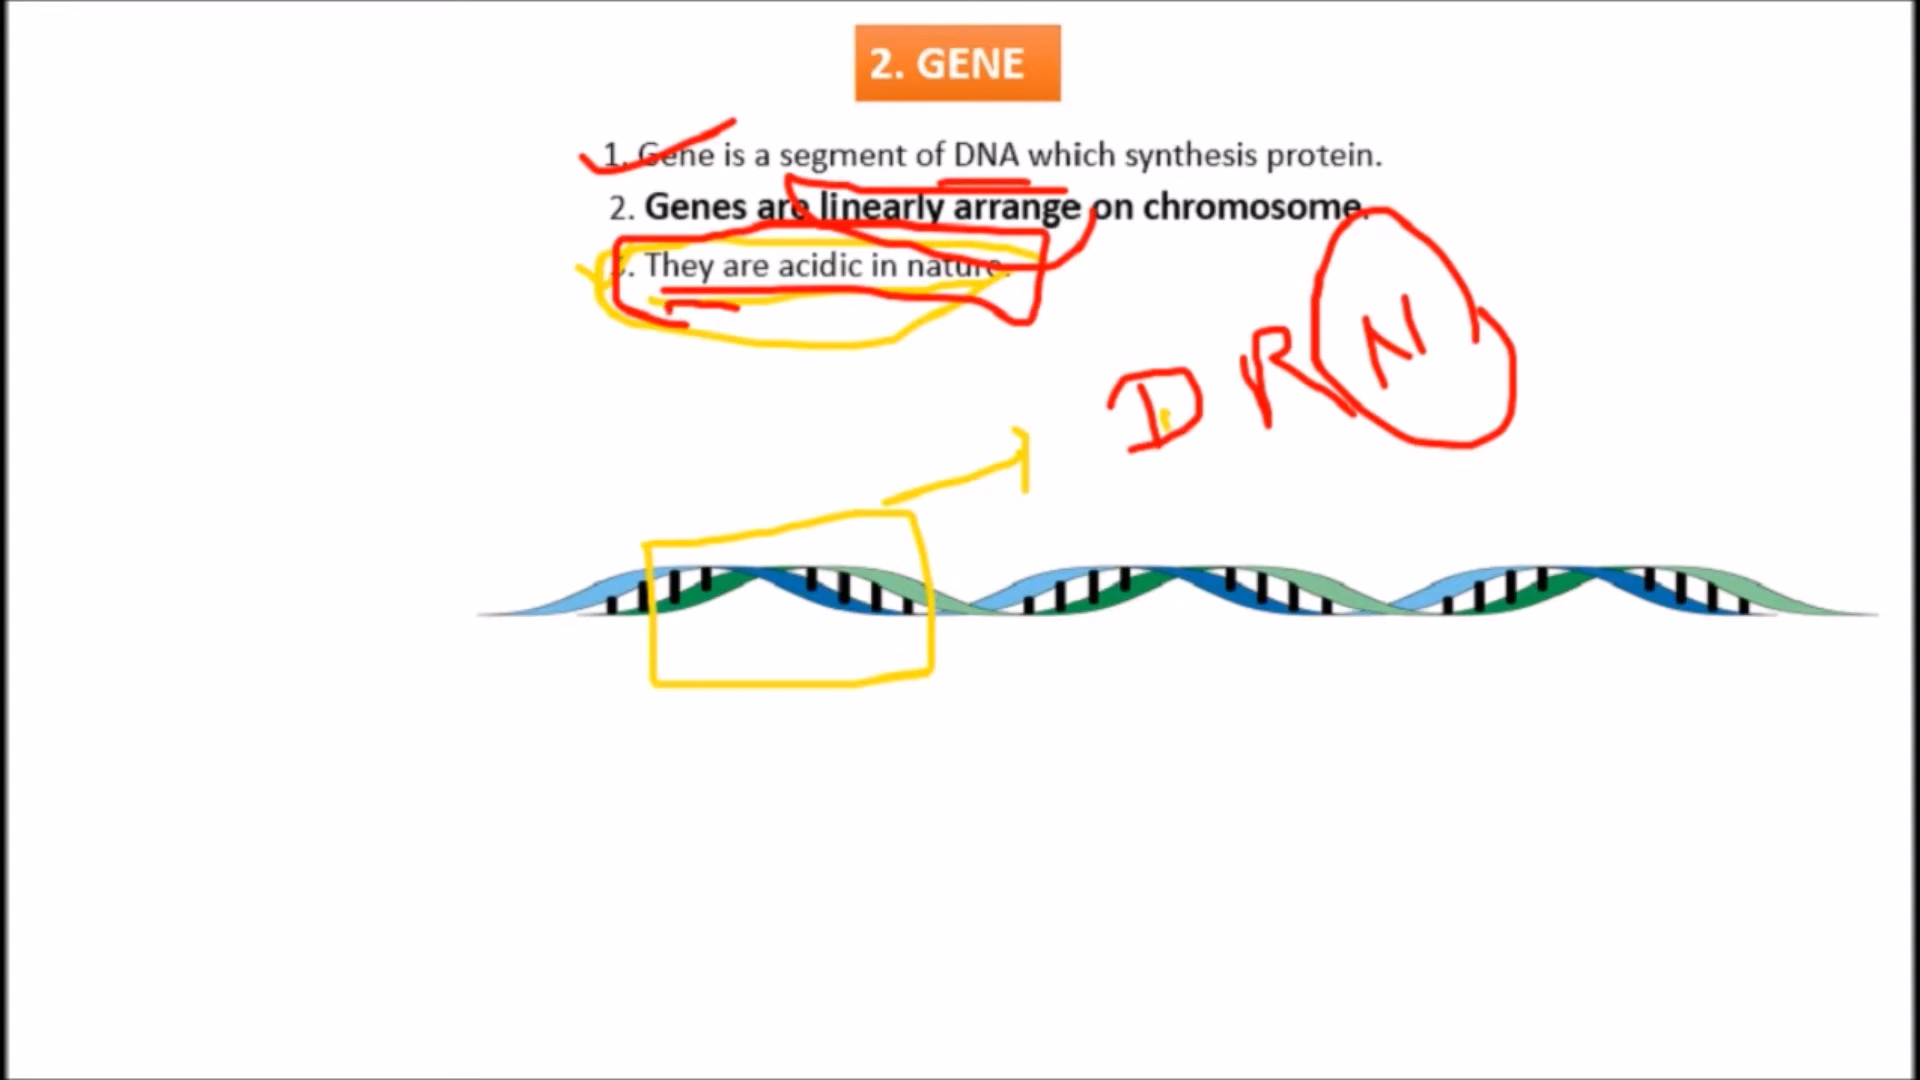 2. GENE
1. Gene is a segment of DNA which synthesis protein.
2. Genes are linearly arrange on chromosome.
3. They are acidic in nature.
D R N